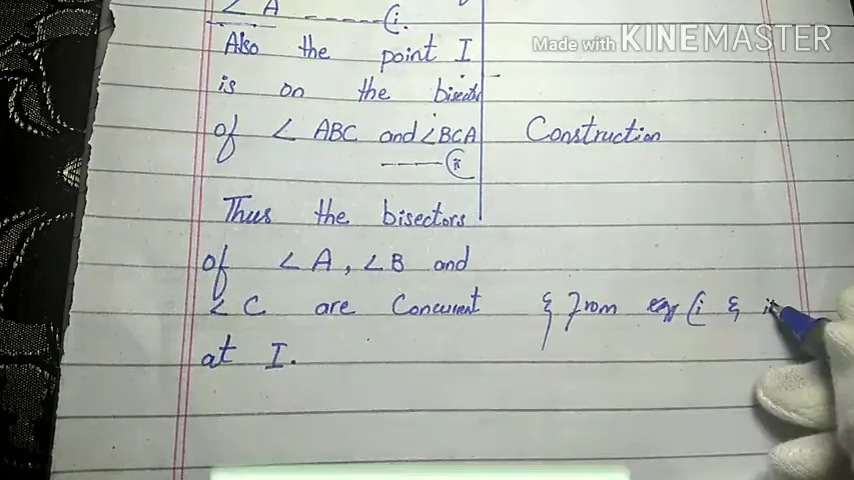 ∠ A ------(i.
Made with KINEMASTER
Also the point I
is on the bisector
of ∠ ABC and ∠BCA Construction
-----(ii
Thus the bisectors
of ∠A, ∠B and
∠C are Concurrent { From eq (i & ii
at I.